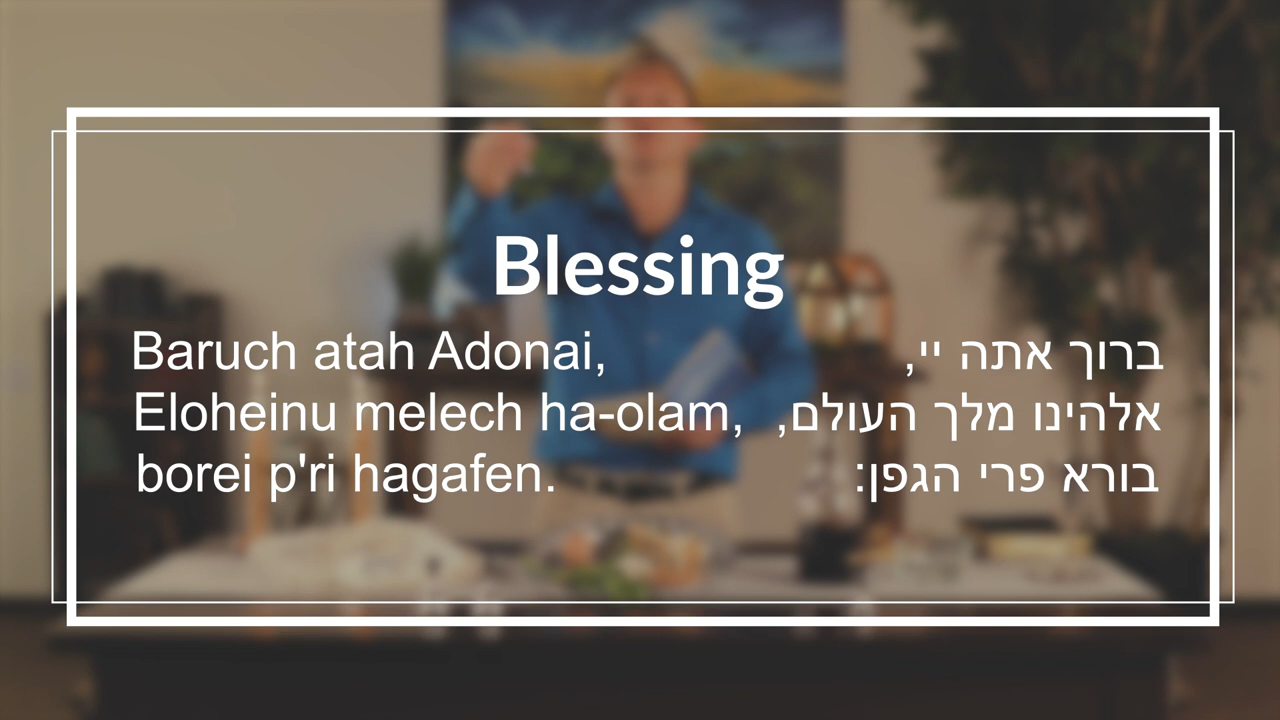 Blessing
Baruch atah Adonai,
Eloheinu melech ha-olam,
borei p'ri hagafen.
ברוך אתה יי,
אלהינו מלך העולם,
בורא פרי הגפן: